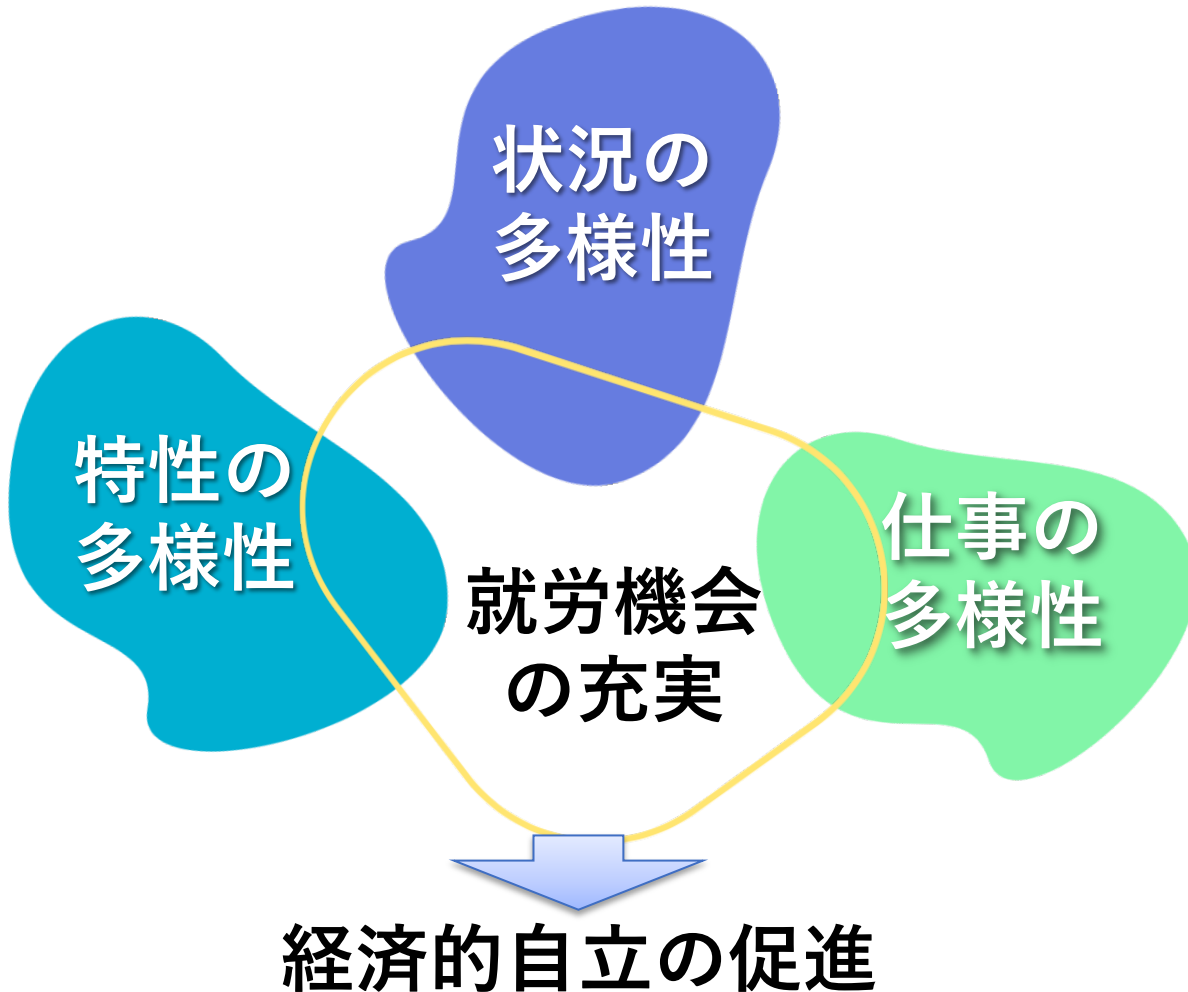 状況の
多様性
特性の
多様性
仕事の
多様性
就労機会
の充実
経済的自立の促進